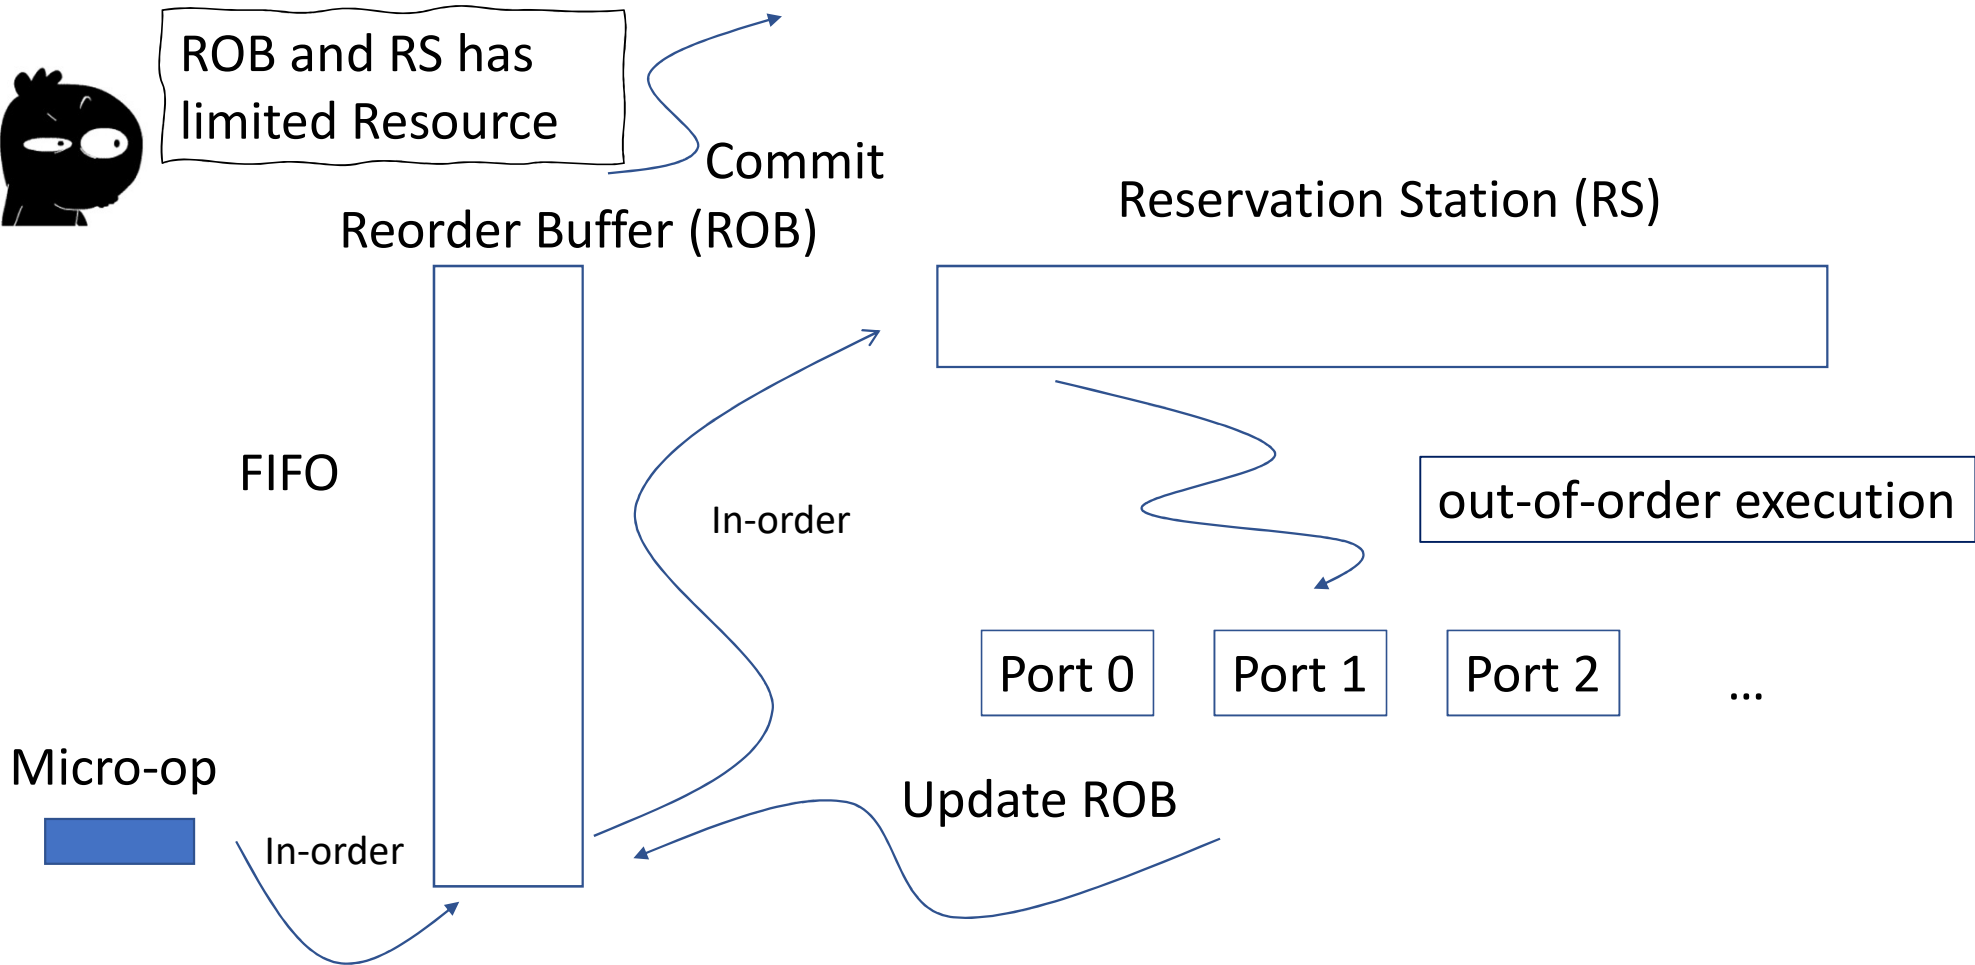 ROB and RS has
limited Resource
Commit
Reorder Buffer (ROB)
Reservation Station (RS)
FIFO
In-order
out-of-order execution
Port 0
Port 1
Port 2
...
Micro-op
In-order
Update ROB